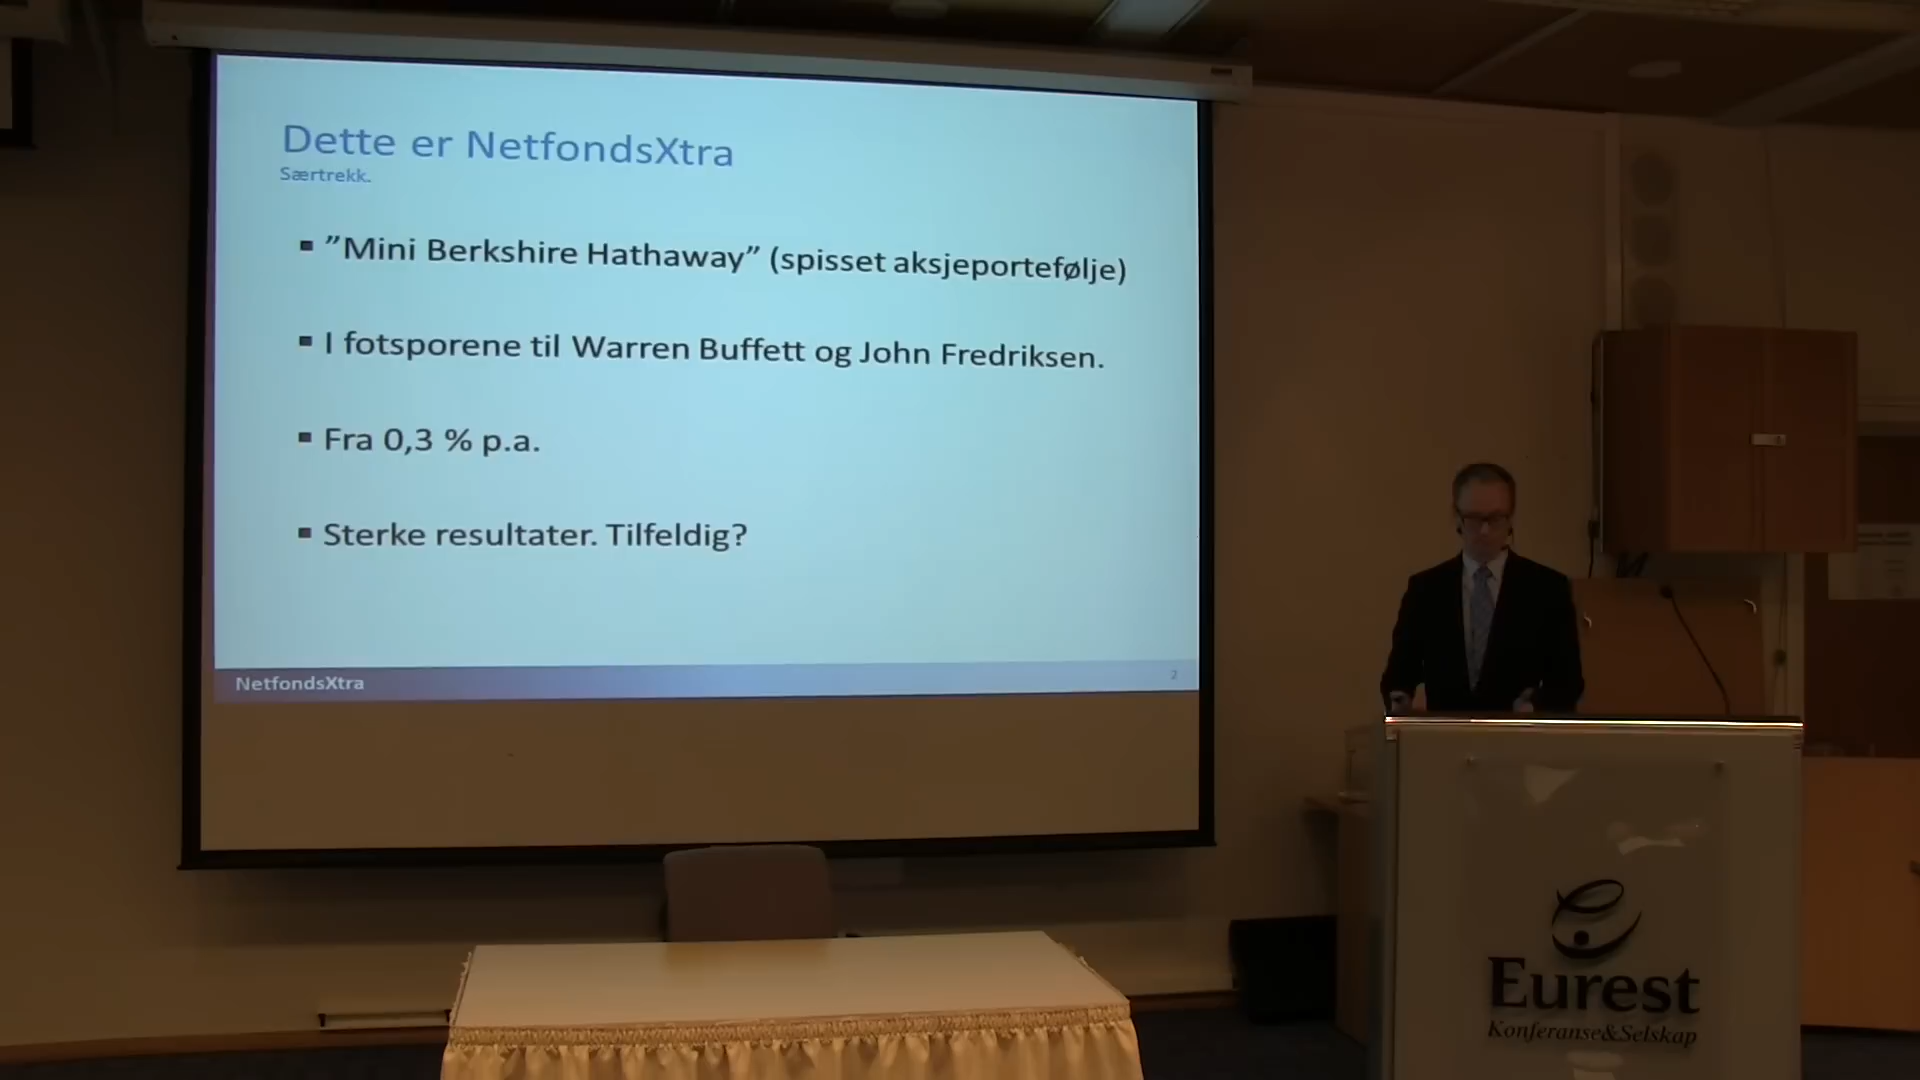 Dette er NetfondsXtra
Særtrekk.
▪ ”Mini Berkshire Hathaway” (spisset aksjeportefølje)
▪ I fotsporene til Warren Buffett og John Fredriksen.
▪ Fra 0,3 % p.a.
▪ Sterke resultater. Tilfeldig?
NetfondsXtra
2
Eurest
Konferanse&Selskap